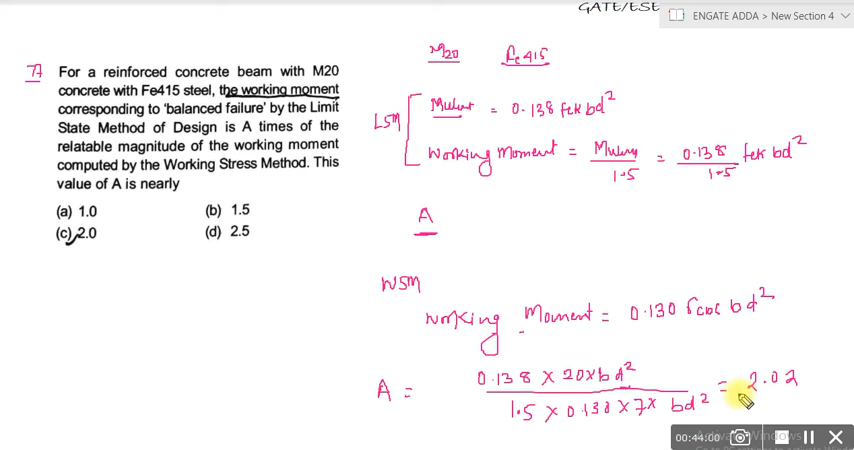 GATE/ESE
ENGATE ADDA > New Section 4
M20 Fe415
77
For a reinforced concrete beam with M20
concrete with Fe415 steel, the working moment
corresponding to 'balanced failure' by the Limit
State Method of Design is A times of the
relatable magnitude of the working moment
computed by the Working Stress Method. This
value of A is nearly
(a) 1.0 (b) 1.5
(c) 2.0 (d) 2.5
LSM
= 0.138 fck bd²
Working Moment = = 0.138 / 1.5 fck bd²
1.5
A
WSM
Working Moment = 0.130 bd²
A = 0.138 × 20 × bd² / 1.5 × 0.130 × 7 × bd² = 2.02
Activate Windows
00:44:00